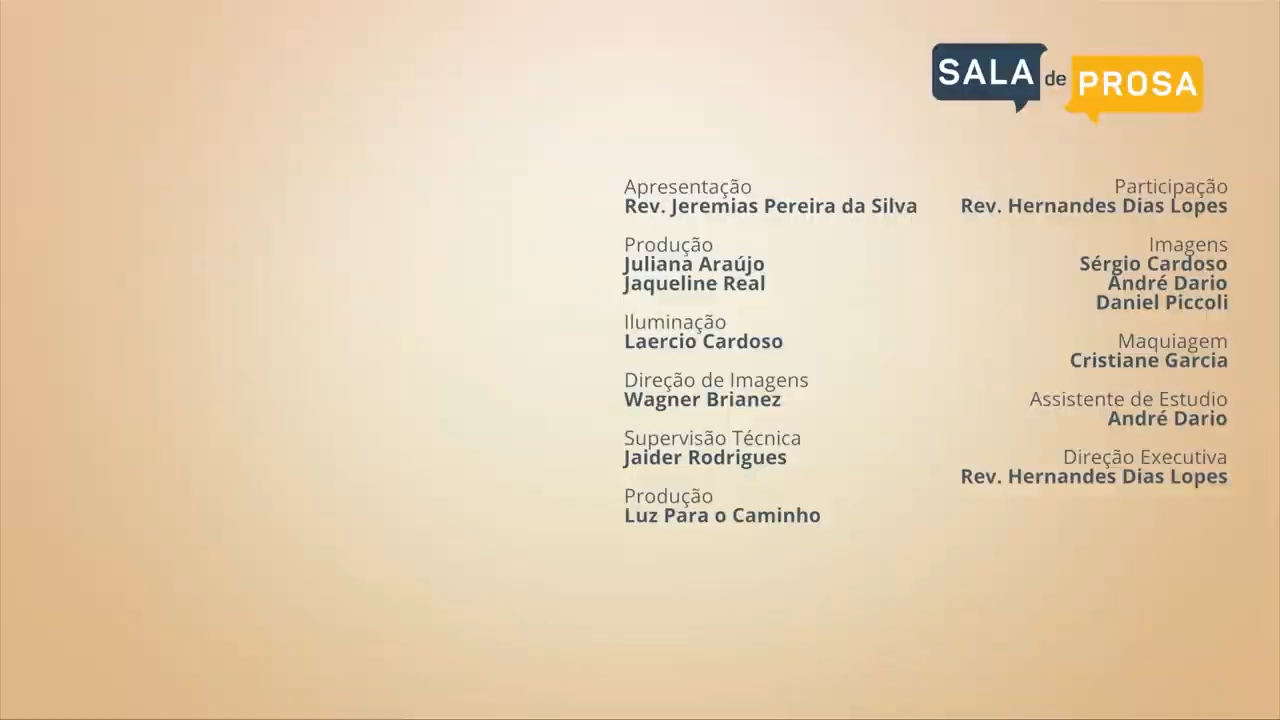 SALA de PROSA
Apresentação
Rev. Jeremias Pereira da Silva
Produção
Juliana Araújo
Jaqueline Real
Iluminação
Laercio Cardoso
Direção de Imagens
Wagner Brianez
Supervisão Técnica
Jaider Rodrigues
Produção
Luz Para o Caminho
Participação
Rev. Hernandes Dias Lopes
Imagens
Sérgio Cardoso
André Dario
Daniel Piccoli
Maquiagem
Cristiane Garcia
Assistente de Estudio
André Dario
Direção Executiva
Rev. Hernandes Dias Lopes